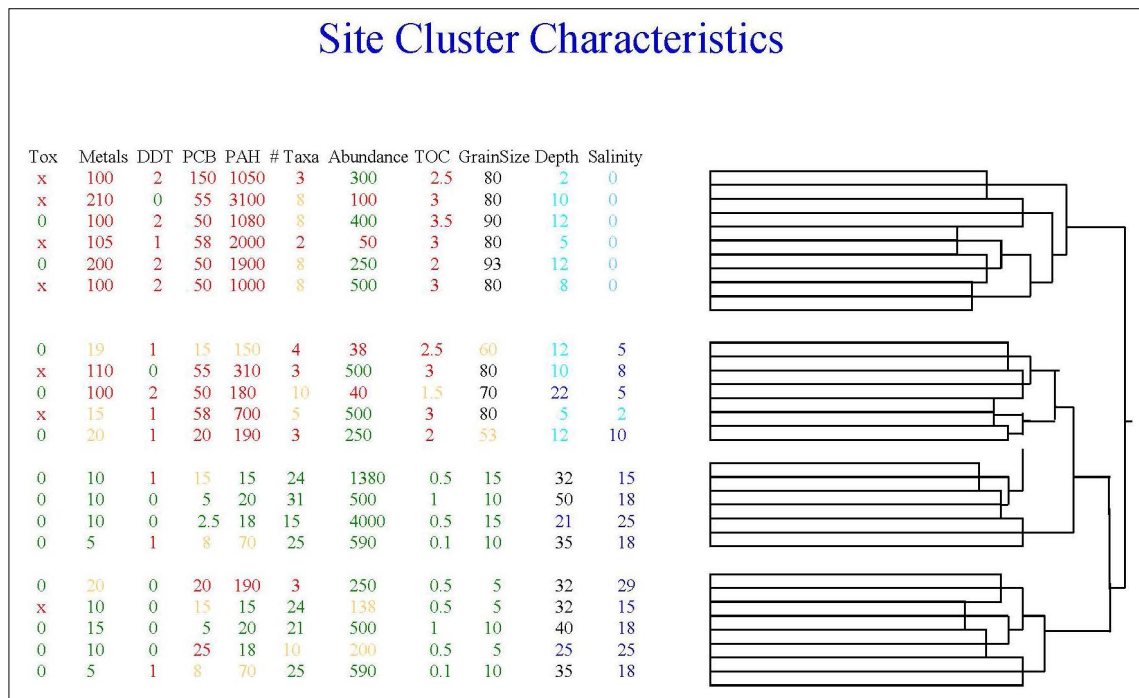 Site Cluster Characteristics
Tox Metals DDT PCB PAH # Taxa Abundance TOC GrainSize Depth Salinity
x 100 2 150 1050 3 300 2.5 80 2 0
x 210 0 55 3100 8 100 3 80 10 0
0 100 2 50 1080 8 400 3.5 90 12 0
x 105 1 58 2000 2 50 3 80 5 0
0 200 2 50 1900 8 250 2 93 12 0
x 100 2 50 1000 8 500 3 80 8 0
0 19 1 15 150 4 38 2.5 60 12 5
x 110 0 55 310 3 500 3 80 10 8
0 100 2 50 180 10 40 1.5 70 22 5
x 15 1 58 700 5 500 3 80 5 2
0 20 1 20 190 3 250 2 53 12 10
0 10 1 15 15 24 1380 0.5 15 32 15
0 10 0 5 20 31 500 1 10 50 18
0 10 0 2.5 18 15 4000 0.5 15 21 25
0 5 1 8 70 25 590 0.1 10 35 18
0 20 0 20 190 3 250 0.5 5 32 29
x 10 0 15 15 24 138 0.5 5 32 15
0 15 0 5 20 21 500 1 10 40 18
0 10 0 25 18 10 200 0.5 5 25 25
0 5 1 8 70 25 590 0.1 10 35 18